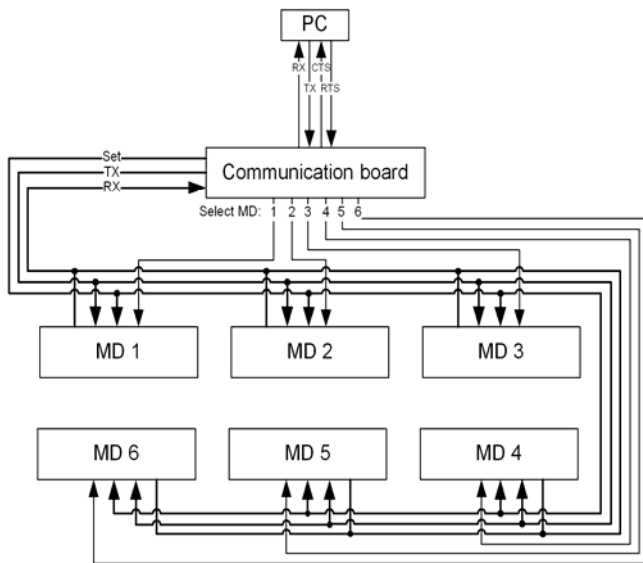 PC
RX
CTS
TX
RTS
Set
TX
RX
Communication board
Select MD: 1 2 3 4 5 6
MD 1
MD 2
MD 3
MD 6
MD 5
MD 4